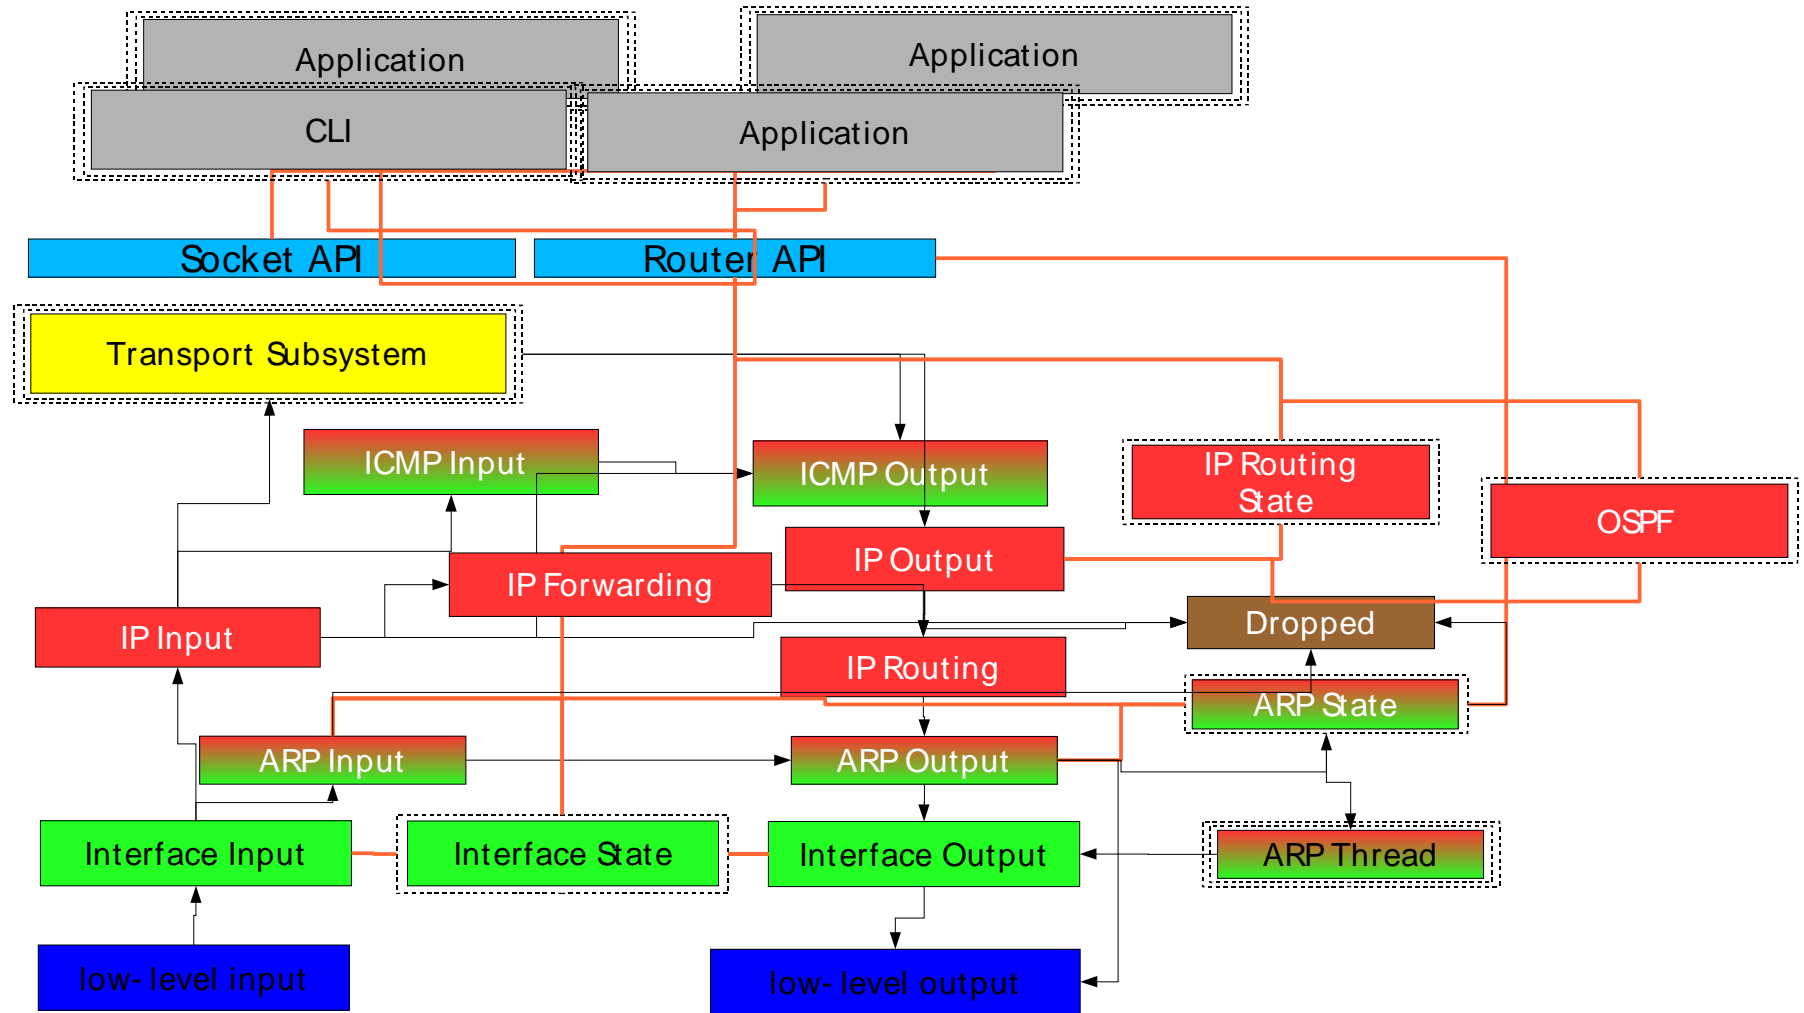 Application
Application
CLI
Application
Socket API
Router API
Transport Subsystem
ICMP Input
ICMP Output
IP Routing
State
OSPF
IP Output
IP Forwarding
Dropped
IP Input
IP Routing
ARP State
ARP Input
ARP Output
Interface Input
Interface State
Interface Output
ARP Thread
low-level input
low-level output